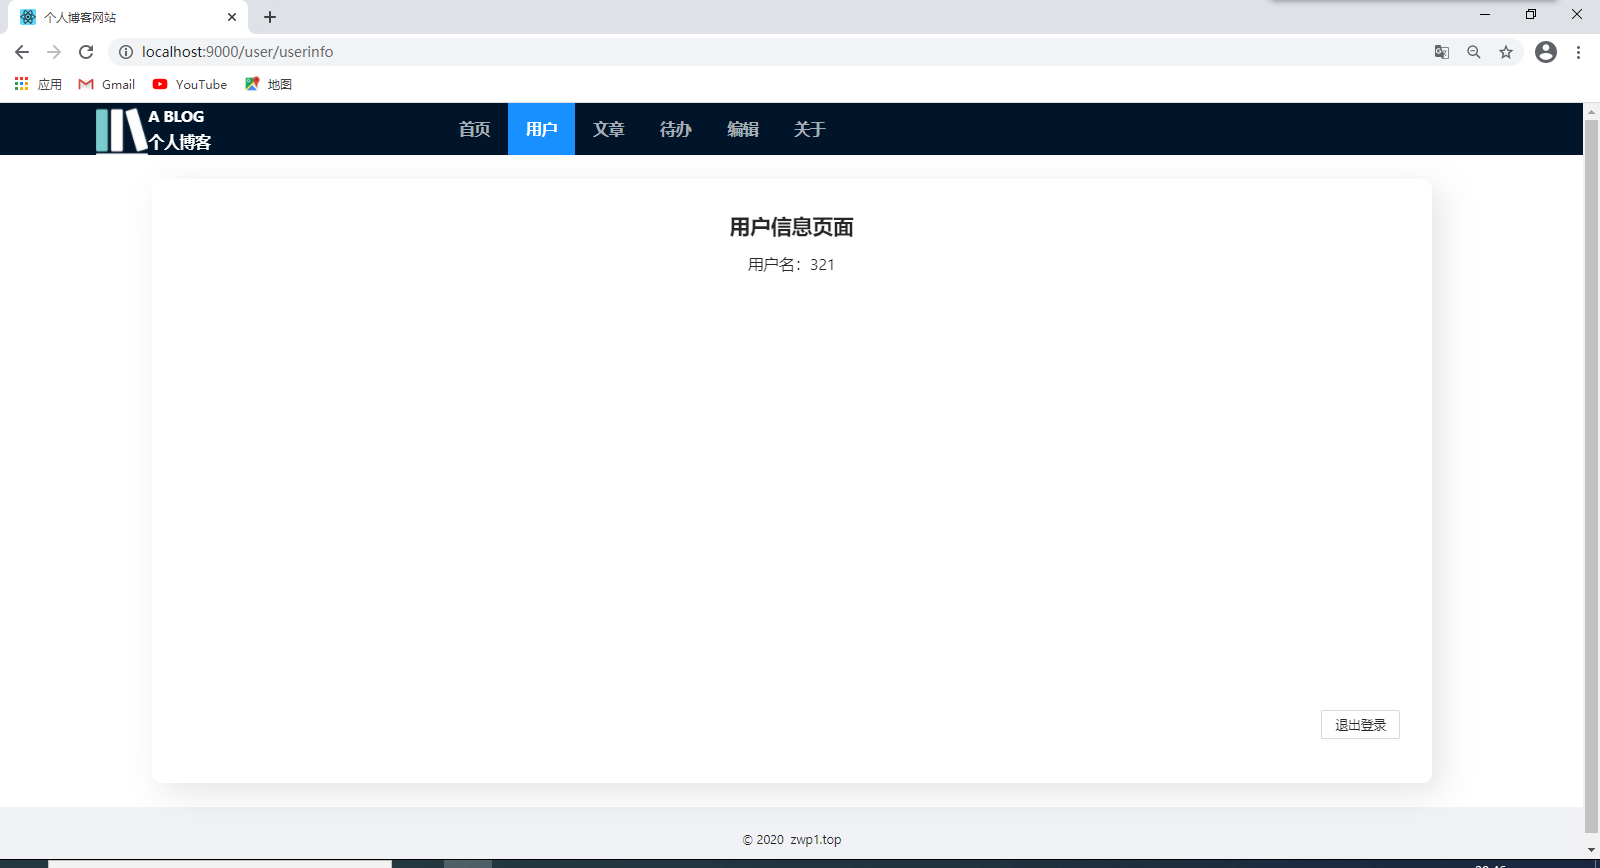 个人博客网站
localhost:9000/user/userinfo
应用 Gmail YouTube 地图
A BLOG
个人博客
首页 用户 文章 待办 编辑 关于
用户信息页面
用户名：321
退出登录
© 2020 zwp1.top